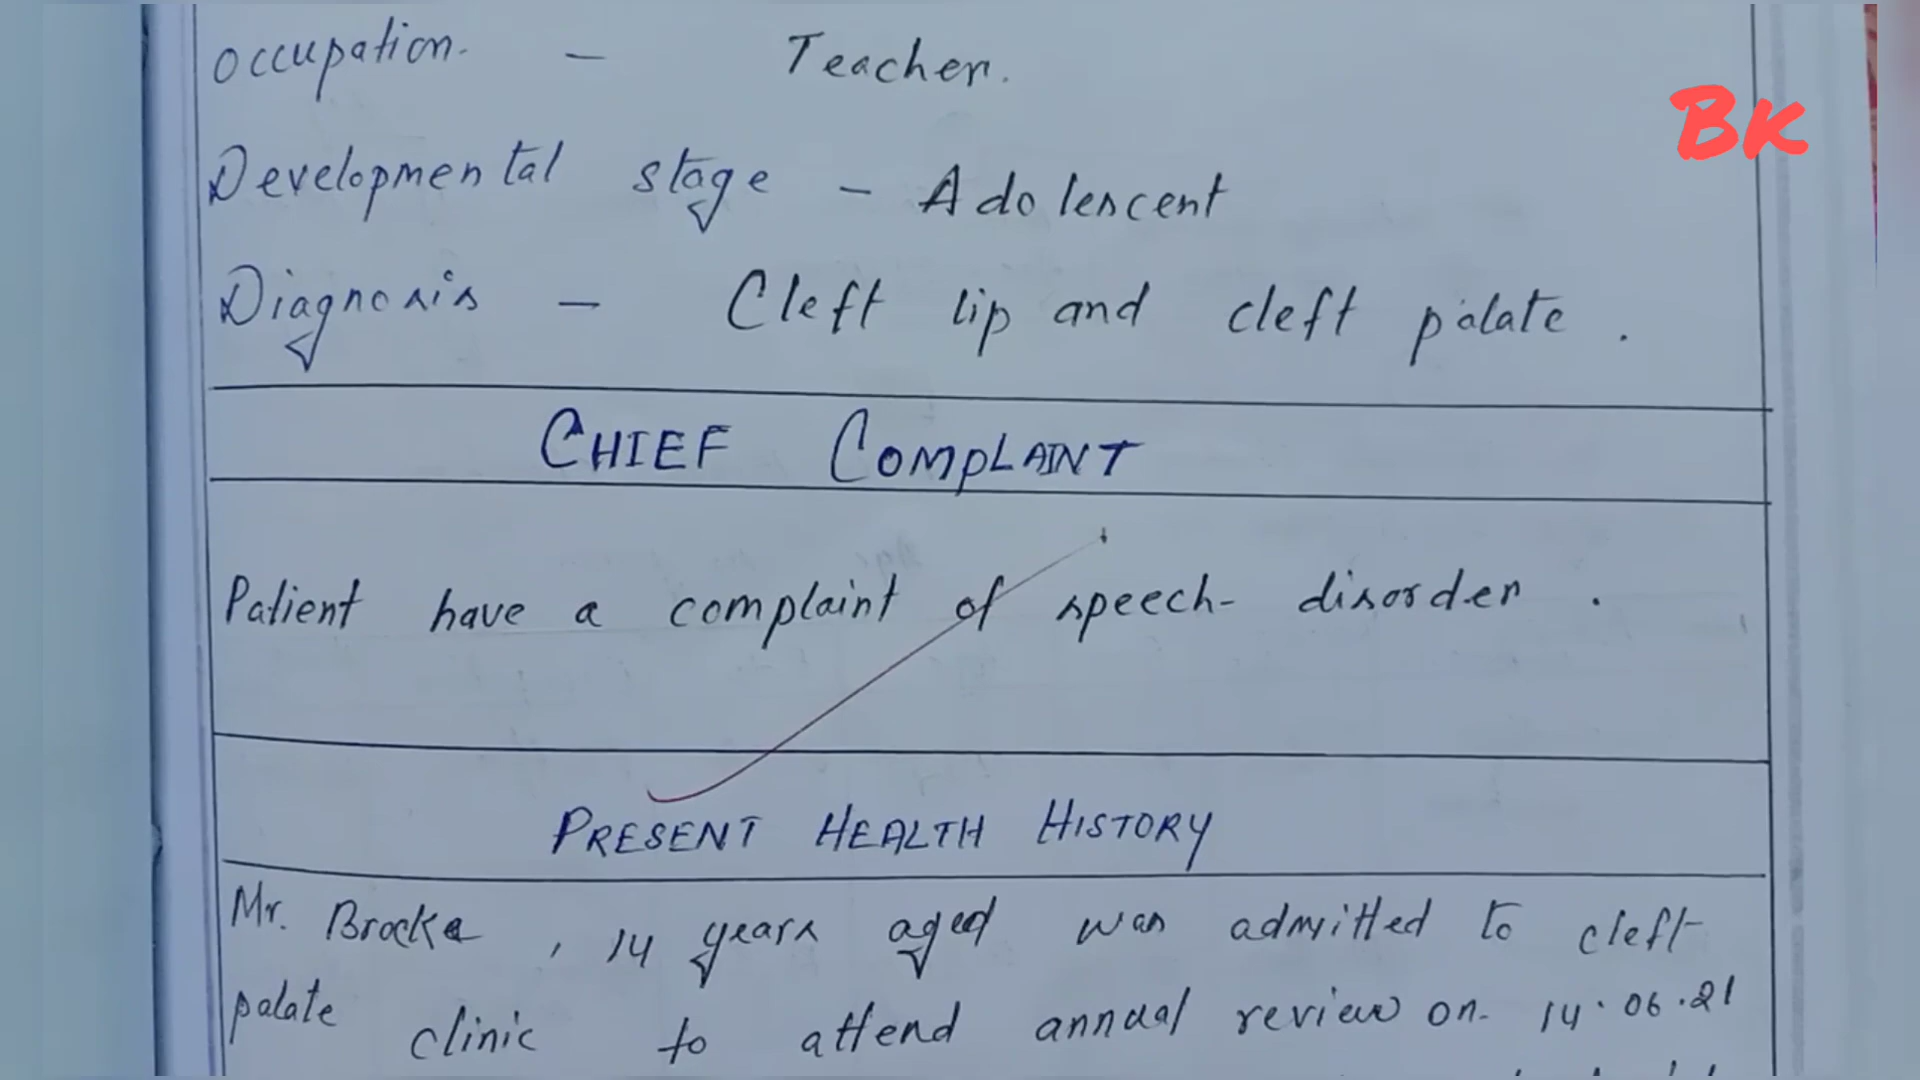 occupation. - Teacher.
BK
Developmental stage - Adolescent
Diagnosis - Cleft lip and cleft palate.
CHIEF COMPLAINT
Patient have a complaint of speech- disorder.
PRESENT HEALTH HISTORY
Mr. Brocke, 14 years aged was admitted to cleft
palate clinic to attend annual review on- 14.06.21